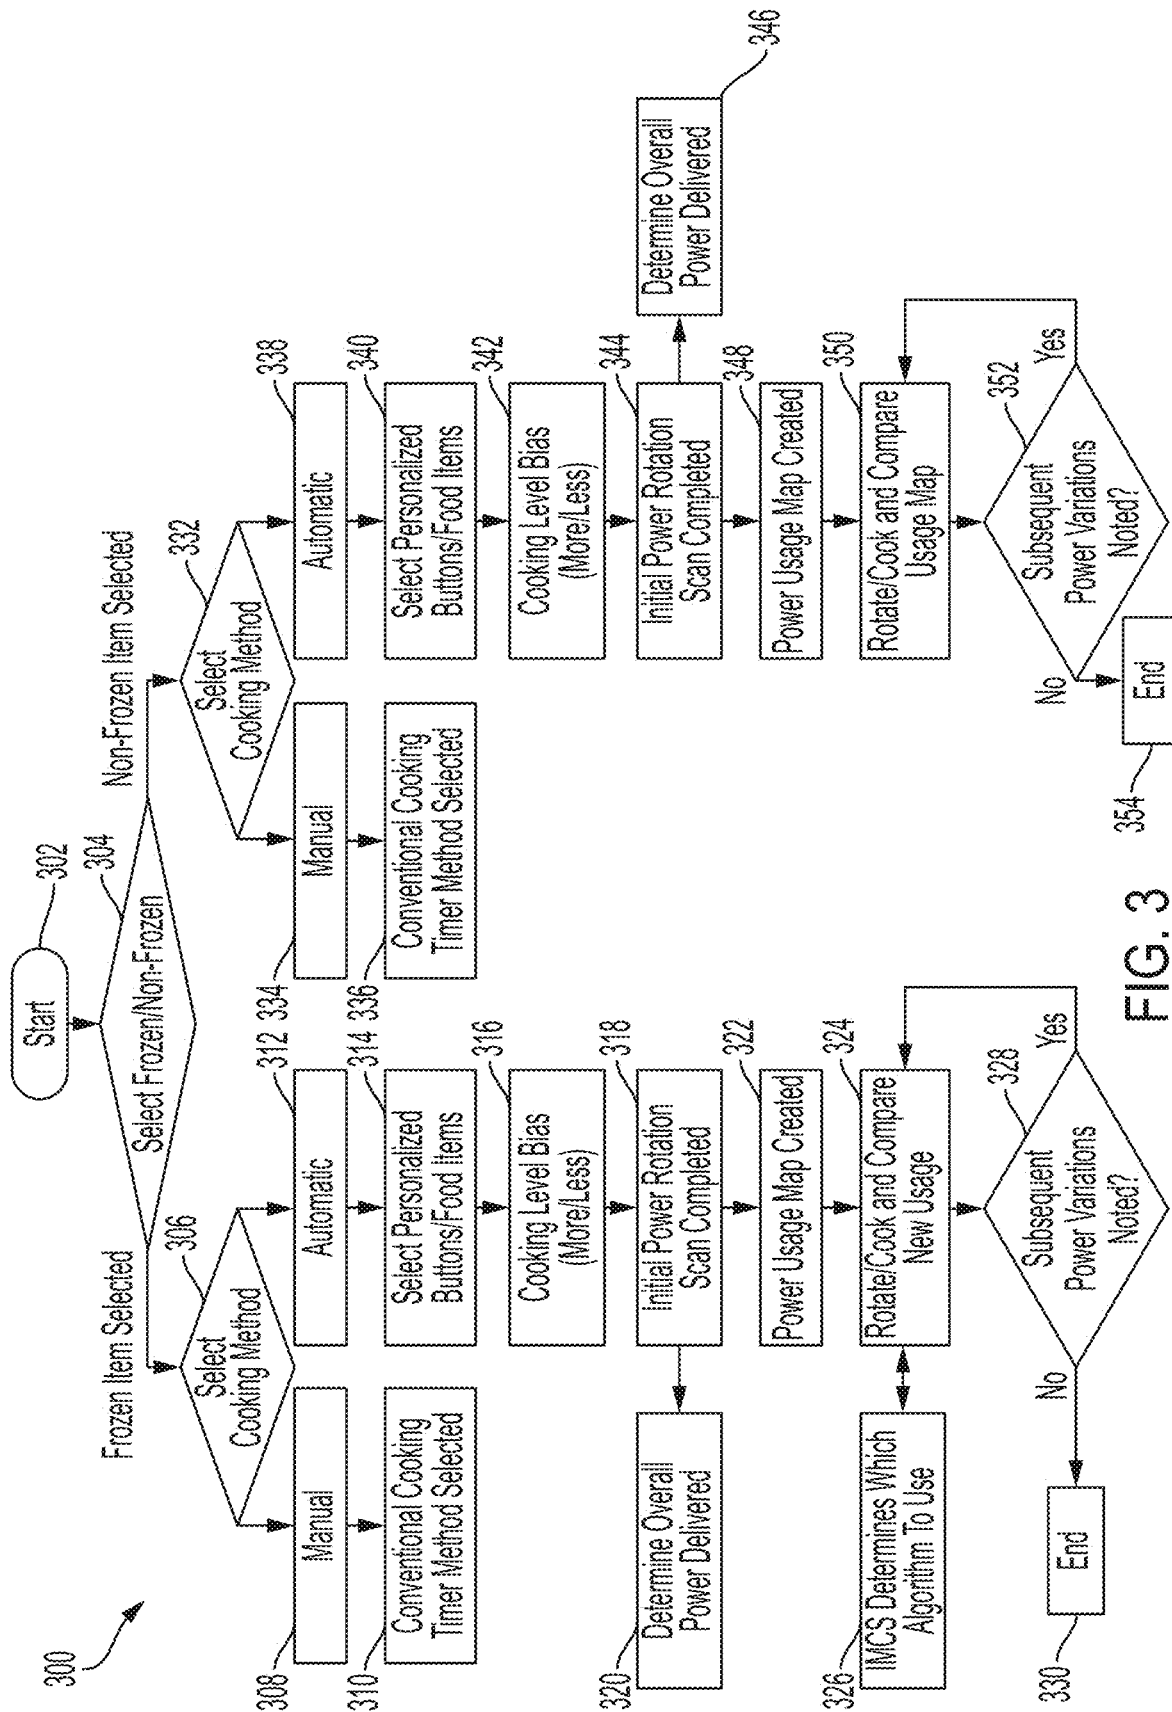 300
Start
302
Select Frozen/Non-Frozen
304
Frozen Item Selected
Non-Frozen Item Selected
Select
Cooking Method
306
Manual
308
Conventional Cooking
Timer Method Selected
310
Automatic
312
Select Personalized
Buttons/Food Items
314
Cooking Level Bias
(More/Less)
316
Initial Power Rotation
Scan Completed
318
Determine Overall
Power Delivered
320
Power Usage Map Created
322
Rotate/Cook and Compare
New Usage
324
IMCS Determines Which
Algorithm To Use
326
Subsequent
Power Variations
Noted?
328
Yes
No
End
330
Select
Cooking Method
332
Manual
334
Conventional Cooking
Timer Method Selected
336
Automatic
338
Select Personalized
Buttons/Food Items
340
Cooking Level Bias
(More/Less)
342
Initial Power Rotation
Scan Completed
344
Determine Overall
Power Delivered
346
Power Usage Map Created
348
Rotate/Cook and Compare
Usage Map
350
Subsequent
Power Variations
Noted?
352
Yes
No
End
354
FIG. 3